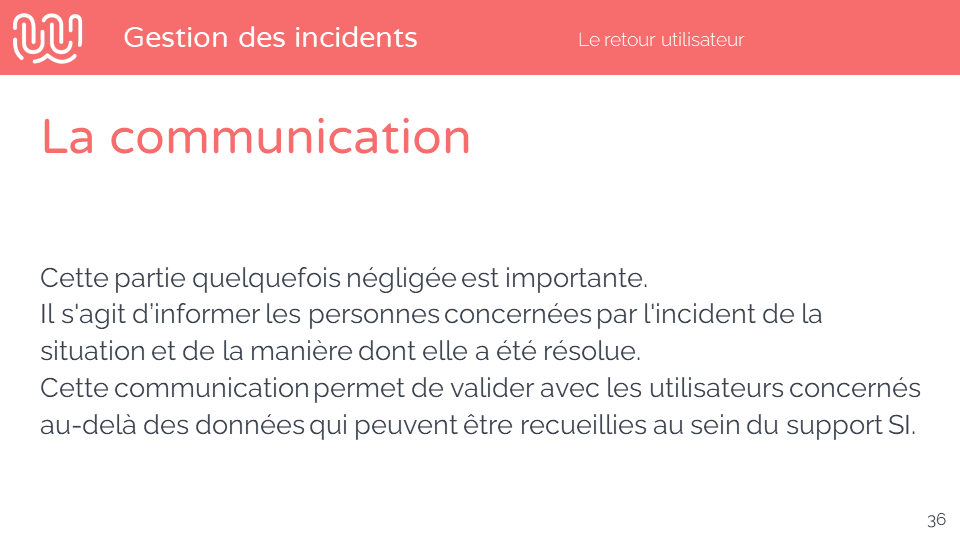 Gestion des incidents
Le retour utilisateur
La communication
Cette partie quelquefois négligée est importante.
Il s'agit d’informer les personnes concernées par l'incident de la
situation et de la manière dont elle a été résolue.
Cette communication permet de valider avec les utilisateurs concernés
au-delà des données qui peuvent être recueillies au sein du support SI.
36